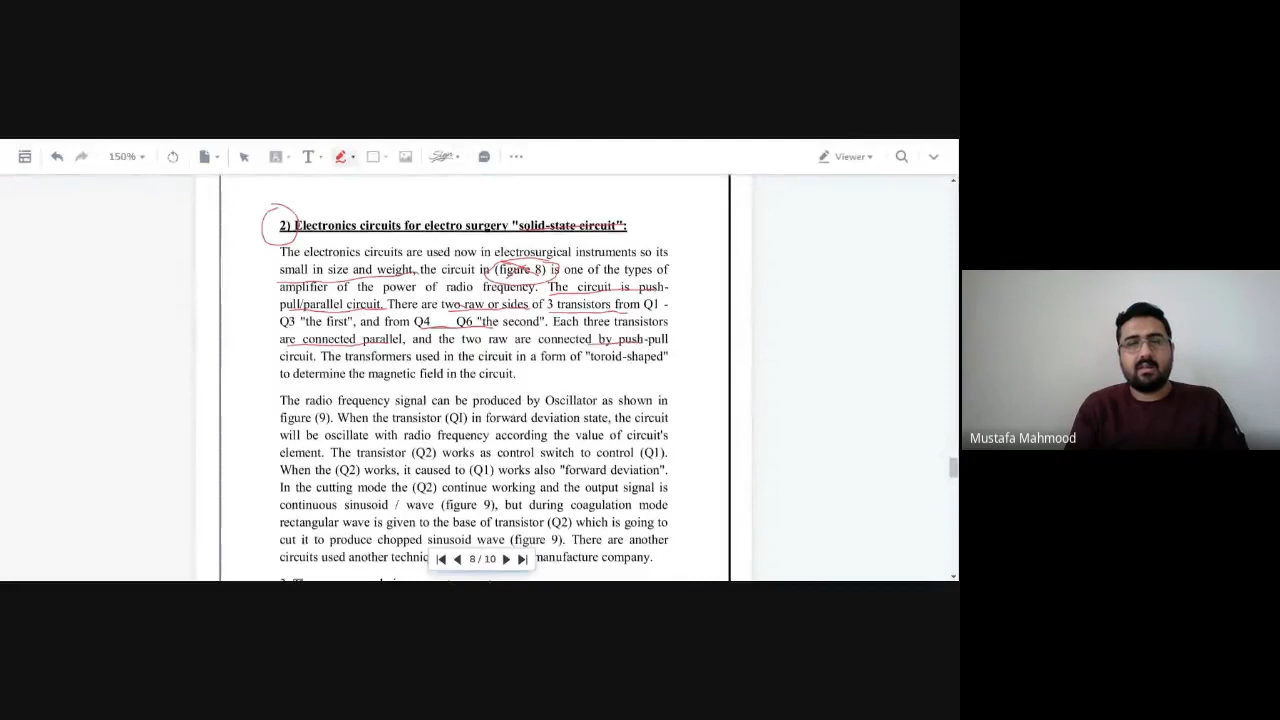 150%
T
Sign
Viewer
2) Electronics circuits for electro surgery "solid-state circuit":
The electronics circuits are used now in electrosurgical instruments so its
small in size and weight, the circuit in (figure 8) is one of the types of
amplifier of the power of radio frequency. The circuit is push-
pull/parallel circuit. There are two raw or sides of 3 transistors from Q1 -
Q3 "the first", and from Q4 Q6 "the second". Each three transistors
are connected parallel, and the two raw are connected by push-pull
circuit. The transformers used in the circuit in a form of "toroid-shaped"
to determine the magnetic field in the circuit.
The radio frequency signal can be produced by Oscillator as shown in
figure (9). When the transistor (QI) in forward deviation state, the circuit
will be oscillate with radio frequency according the value of circuit's
element. The transistor (Q2) works as control switch to control (Q1).
When the (Q2) works, it caused to (Q1) works also "forward deviation".
In the cutting mode the (Q2) continue working and the output signal is
continuous sinusoid / wave (figure 9), but during coagulation mode
rectangular wave is given to the base of transistor (Q2) which is going to
cut it to produce chopped sinusoid wave (figure 9). There are another
circuits used another techni manufacture company.
8 / 10
Mustafa Mahmood